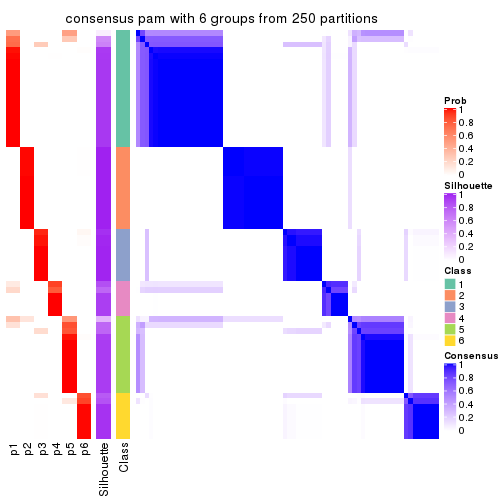 consensus pam with 6 groups from 250 partitions
Prob
1
0.8
0.6
0.4
0.2
0
Silhouette
1
0.8
0.6
0.4
0.2
0
Class
1
2
3
4
5
6
Consensus
1
0.8
0.6
0.4
0.2
0
p1
p2
p3
p4
p5
p6
Silhouette
Class